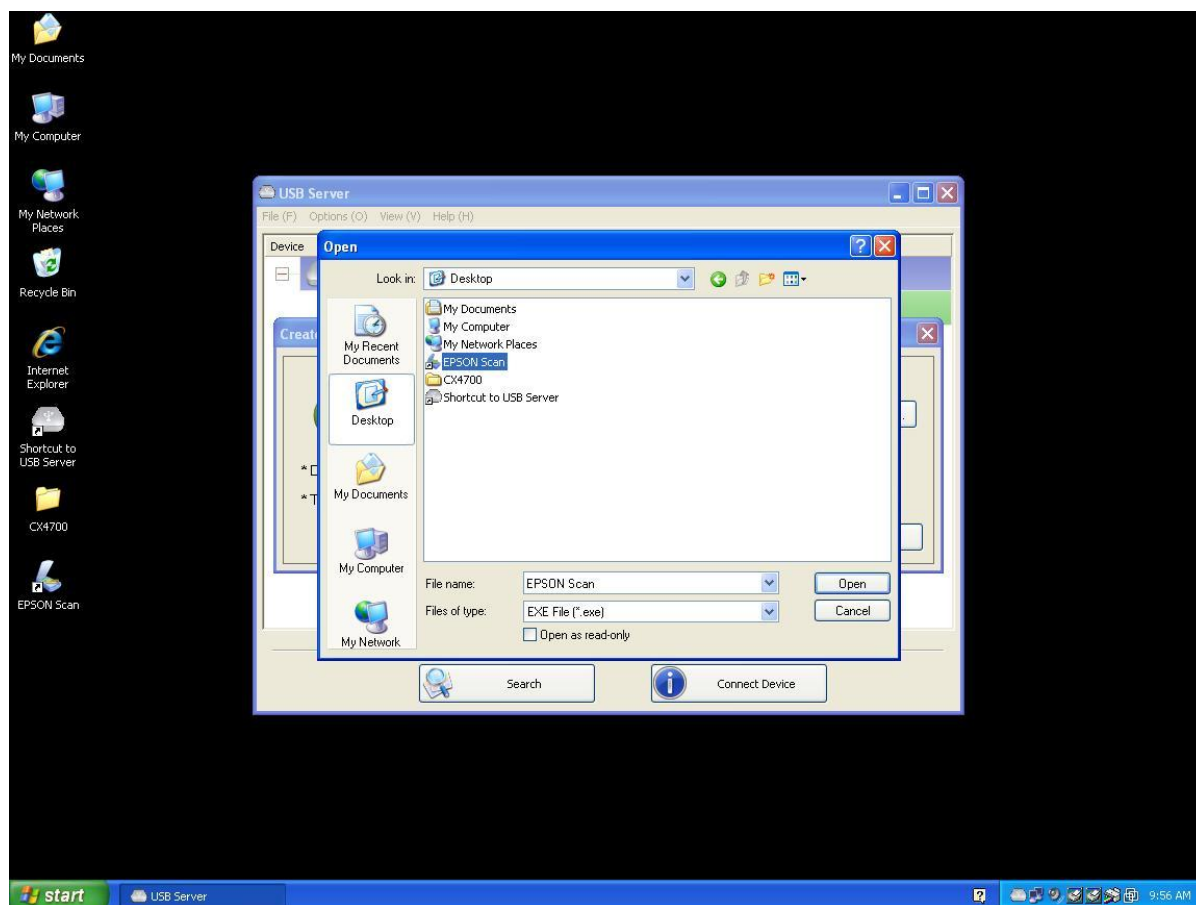 My Documents
My Computer
My Network
Places
Recycle Bin
Internet
Explorer
Shortcut to
USB Server
CX4700
EPSON Scan
USB Server
File (F) Options (O) View (V) Help (H)
Device
Open
Look in: Desktop
My Recent
Documents
Desktop
My Documents
My Computer
My Network
My Documents
My Computer
My Network Places
EPSON Scan
CX4700
Shortcut to USB Server
File name: EPSON Scan Open
Files of type: EXE File (*.exe) Cancel
Open as read-only
Search Connect Device
start USB Server 9:56 AM